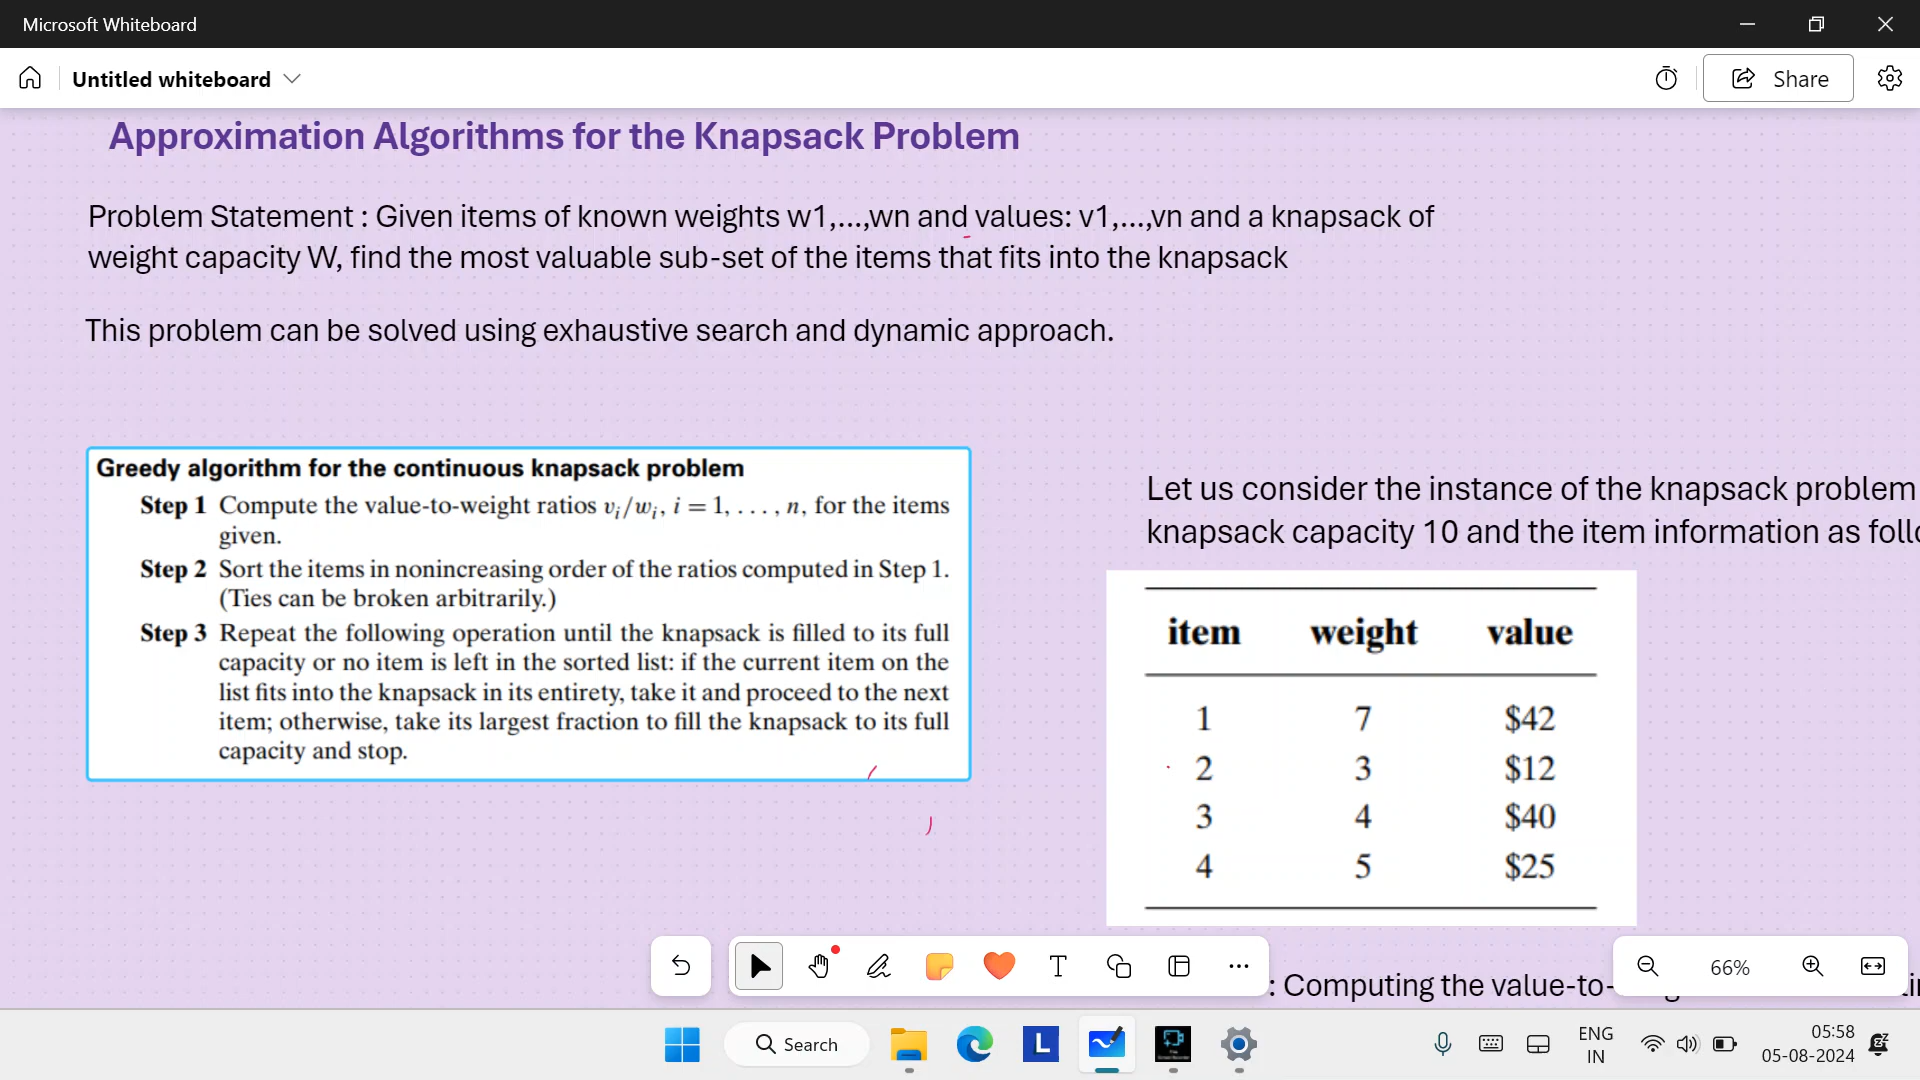 Microsoft Whiteboard
Untitled whiteboard
Share
Approximation Algorithms for the Knapsack Problem
Problem Statement : Given items of known weights w1,...,wn and values: v1,...,vn and a knapsack of
weight capacity W, find the most valuable sub-set of the items that fits into the knapsack
This problem can be solved using exhaustive search and dynamic approach.
Greedy algorithm for the continuous knapsack problem
Step 1 Compute the value-to-weight ratios vi/wi, i = 1, . . . , n, for the items
given.
Step 2 Sort the items in nonincreasing order of the ratios computed in Step 1.
(Ties can be broken arbitrarily.)
Step 3 Repeat the following operation until the knapsack is filled to its full
capacity or no item is left in the sorted list: if the current item on the
list fits into the knapsack in its entirety, take it and proceed to the next
item; otherwise, take its largest fraction to fill the knapsack to its full
capacity and stop.
Let us consider the instance of the knapsack problem
knapsack capacity 10 and the item information as
item weight value
1 7 $42
2 3 $12
3 4 $40
4 5 $25
: Computing the value-to-
66%
Search
L
ENG
IN
05:58
05-08-2024